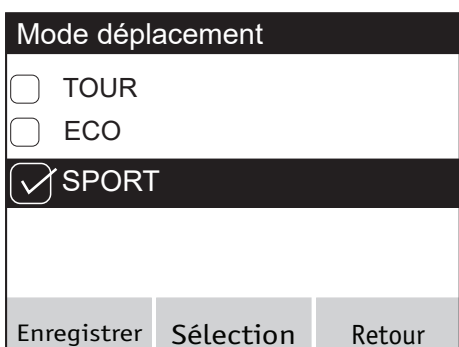 Mode déplacement
TOUR
ECO
SPORT
Enregistrer Sélection Retour